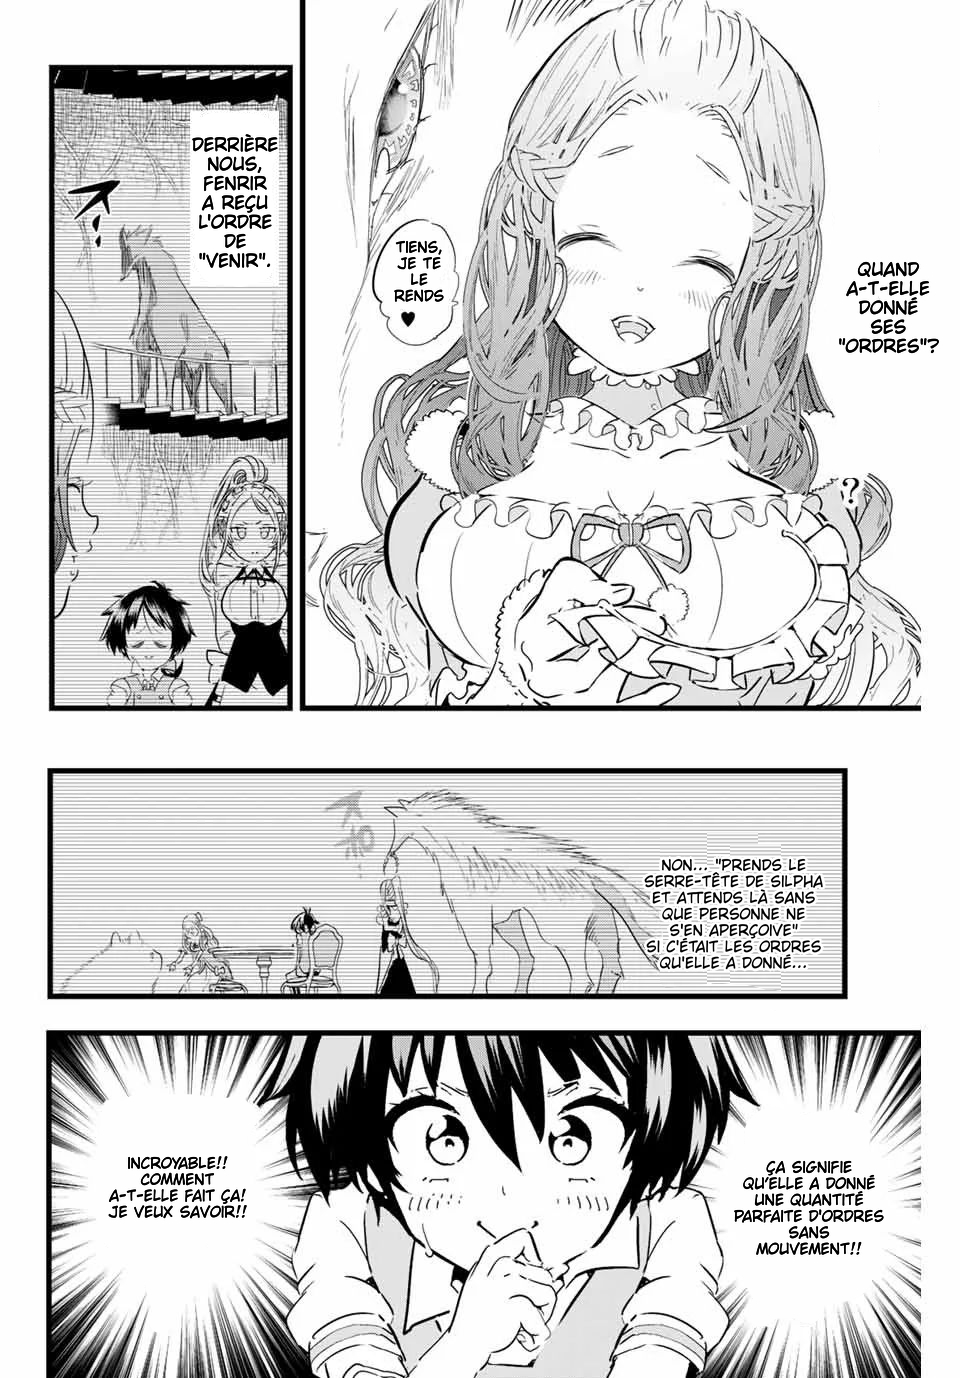 QUAND
A-T-ELLE
DONNÉ
SES
"ORDRES"?
TIENS,
JE TE
LE
RENDS
♥
?
DERRIÈRE
NOUS,
FENRIR
A REÇU
L'ORDRE
DE
"VENIR".
NON... "PRENDS LE
SERRE-TÊTE DE SILPHA
ET ATTENDS LÀ SANS
QUE PERSONNE NE
S'EN APERÇOIVE"
SI C'ÉTAIT LES ORDRES
QU'ELLE A DONNÉ...
ÇA SIGNIFIE
QU'ELLE A DONNÉ
UNE QUANTITÉ
PARFAITE D'ORDRES
SANS
MOUVEMENT!!
INCROYABLE!!
COMMENT
A-T-ELLE FAIT ÇA!
JE VEUX SAVOIR!!